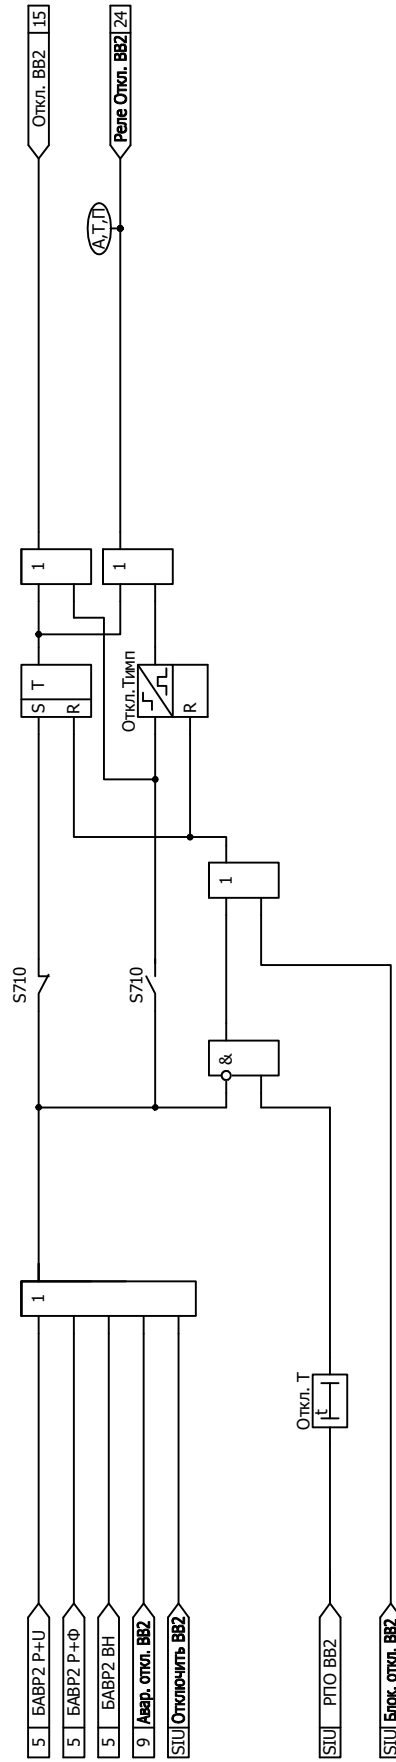 15
Откл. ВВ2
24
Реле Откл. ВВ2
А,Т,П
1
1
S T
R
Откл.Тимп
R
1
S710
S710
&
1
Откл. T
t
5 БАВР2 Р+U
5 БАВР2 Р+Ф
5 БАВР2 ВН
9 Авар. откл. ВВ2
SIU Отключить ВВ2
SIU РПО ВВ2
SIU Блок. откл. ВВ2